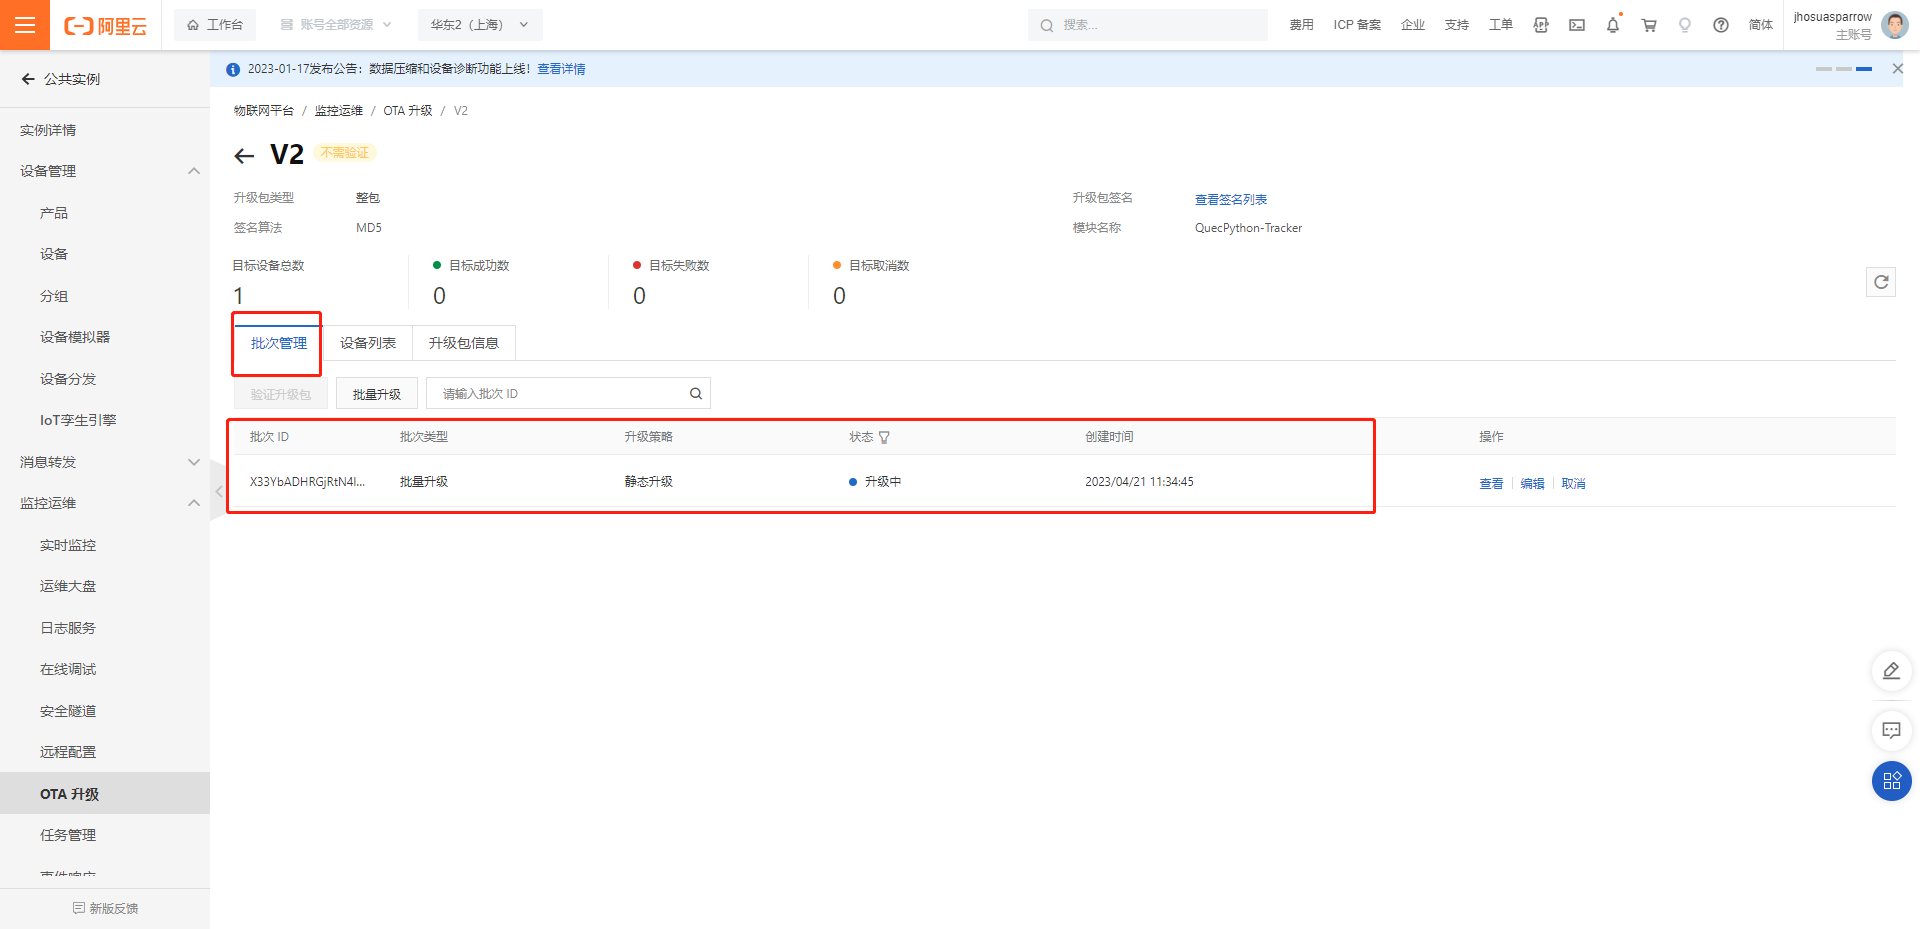 阿里云
工作台
账号全部资源
华东2（上海）
搜索...
费用
ICP 备案
企业
支持
工单
简体
jhosuasparrow
主账号
公共实例
2023-01-17发布公告：数据压缩和设备诊断功能上线！查看详情
物联网平台 / 监控运维 / OTA 升级 / V2
实例详情
设备管理
产品
设备
分组
设备模拟器
设备分发
IoT孪生引擎
消息转发
监控运维
实时监控
运维大盘
日志服务
在线调试
安全隧道
远程配置
OTA 升级
任务管理
事件响应
新版反馈
V2 不需验证
升级包类型 整包
升级包签名 查看签名列表
签名算法 MD5
模块名称 QuecPython-Tracker
目标设备总数 目标成功数 目标失败数 目标取消数
1 0 0 0
批次管理 设备列表 升级包信息
验证升级包 批量升级 请输入批次 ID
批次 ID 批次类型 升级策略 状态 创建时间 操作
X33YbADHRGjRtN4I... 批量升级 静态升级 升级中 2023/04/21 11:34:45 查看 编辑 取消